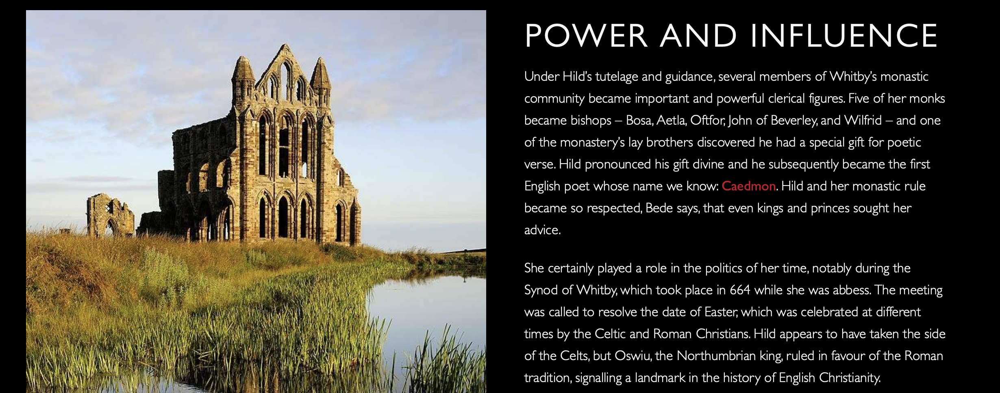 POWER AND INFLUENCE
Under Hild’s tutelage and guidance, several members of Whitby’s monastic
community became important and powerful clerical figures. Five of her monks
became bishops – Bosa, Aetla, Oftfor, John of Beverley, and Wilfrid – and one
of the monastery’s lay brothers discovered he had a special gift for poetic
verse. Hild pronounced his gift divine and he subsequently became the first
English poet whose name we know: Caedmon. Hild and her monastic rule
became so respected, Bede says, that even kings and princes sought her
advice.
She certainly played a role in the politics of her time, notably during the
Synod of Whitby, which took place in 664 while she was abbess. The meeting
was called to resolve the date of Easter, which was celebrated at different
times by the Celtic and Roman Christians. Hild appears to have taken the side
of the Celts, but Oswiu, the Northumbrian king, ruled in favour of the Roman
tradition, signalling a landmark in the history of English Christianity.